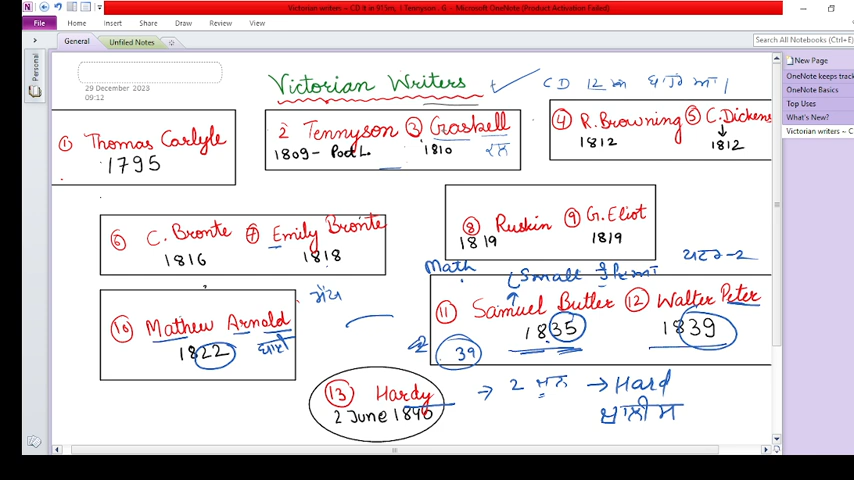 Victorian writers ~ CD It in 915m, I Tennyson . G - Microsoft OneNote (Product Activation Failed)
File Home Insert Share Draw Review View
General Unfiled Notes
Search All Notebooks (Ctrl+E)
Personal
New Page
OneNote keeps track
OneNote Basics
Top Uses
What's New?
Victorian writers ~ C
29 December 2023
09:12
Victorian Writers
CD 12
① Thomas Carlyle
1795
2 Tennyson ③ Graskell
1809- Poet L. 1810
④ R. Browning ⑤ C. Dickens
1812 1812
⑥ C. Bronte ⑦ Emily Bronte
1816 1818
⑧ Ruskin ⑨ G. Eliot
1819 1819
Math
Small
⑩ Mathew Arnold
1822
⑪ Samuel Butler ⑫ Walter Peter
1835 1839
39
⑬ Hardy → 2 → Hard
2 June 1840